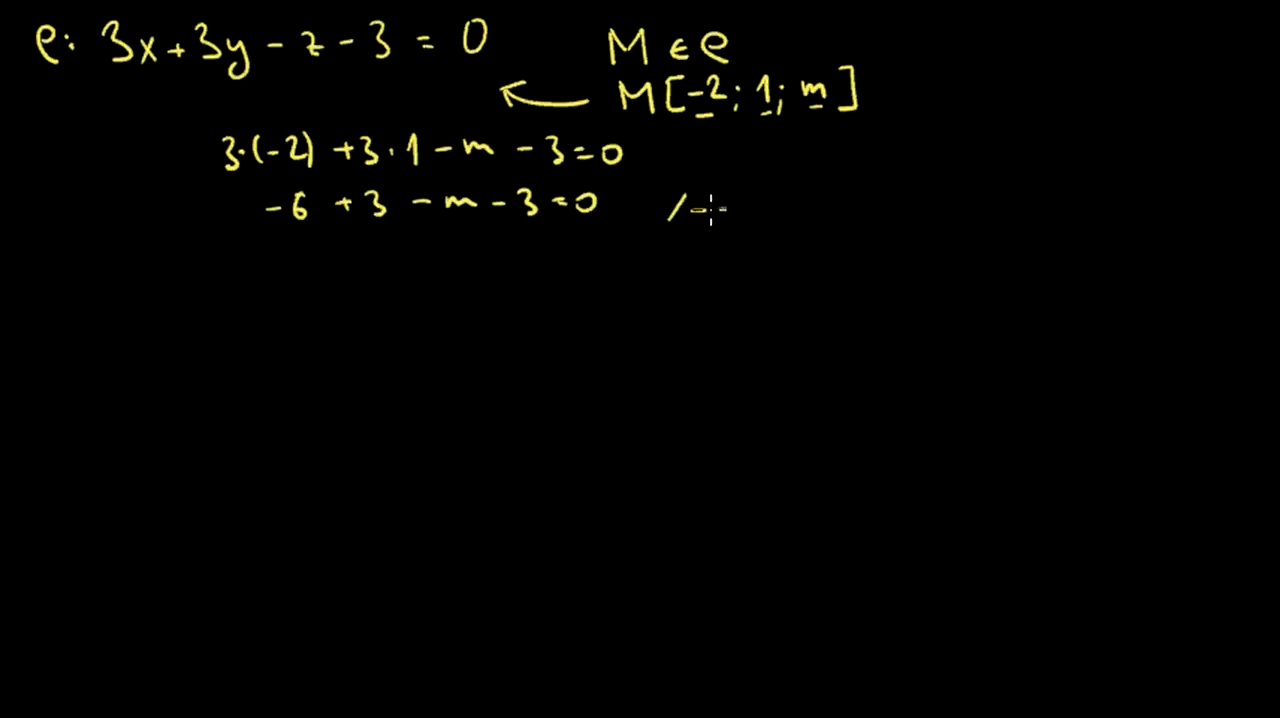 ρ: 3x + 3y - z - 3 = 0
M ∈ ρ
M[-2; 1; m]
3·(-2) + 3·1 - m - 3 = 0
-6 + 3 - m - 3 = 0 / -